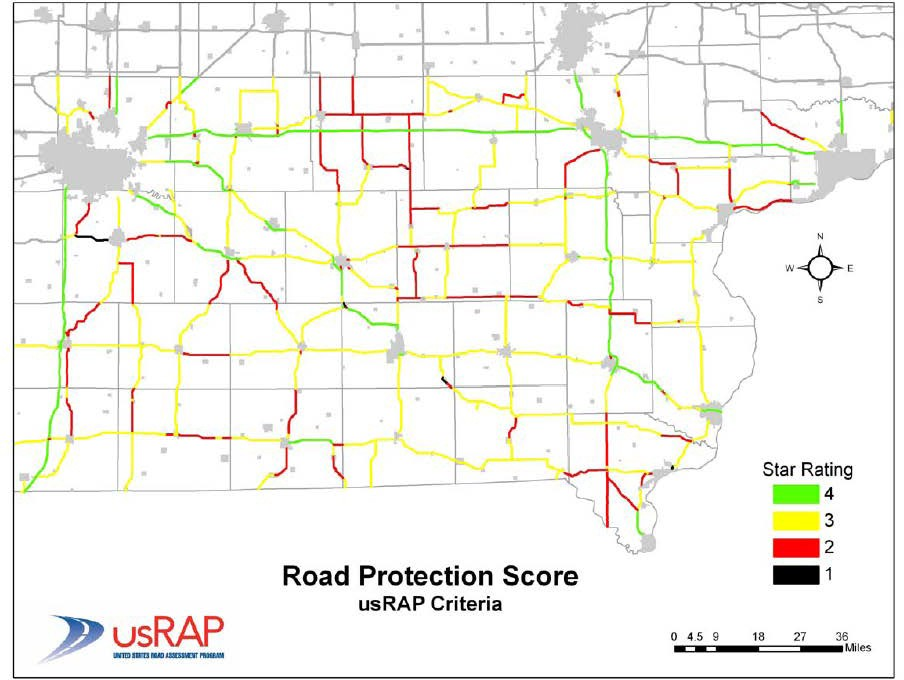 N
W E
S
Star Rating
4
3
2
1
Road Protection Score
usRAP Criteria
usRAP
UNITED STATES ROAD ASSESSMENT PROGRAM
0 4.5 9 18 27 36
Miles